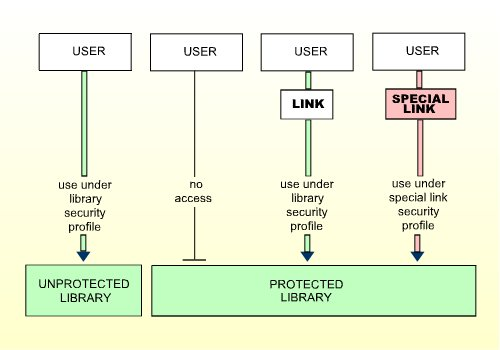 USER
USER
USER
USER
LINK
SPECIAL
LINK
use under
library
security
profile
no
access
use under
library
security
profile
use under
special link
security
profile
UNPROTECTED
LIBRARY
PROTECTED
LIBRARY